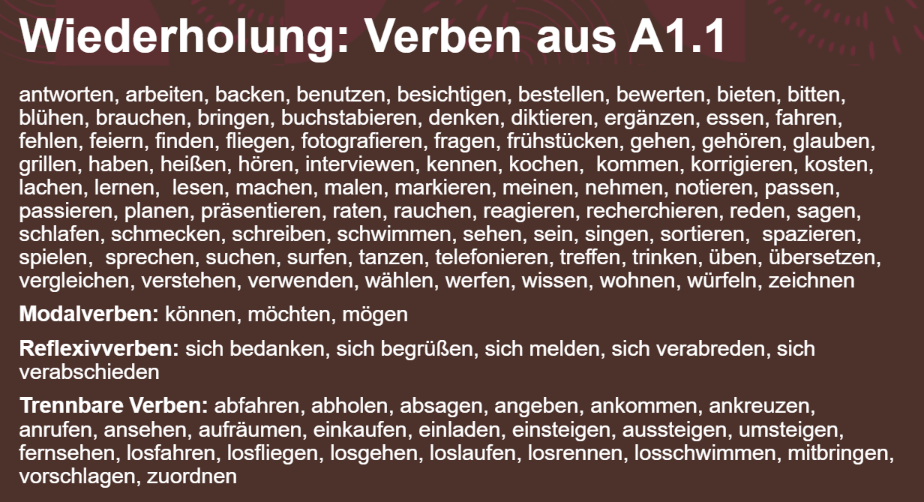 Wiederholung: Verben aus A1.1
antworten, arbeiten, backen, benutzen, besichtigen, bestellen, bewerten, bieten, bitten,
blühen, brauchen, bringen, buchstabieren, denken, diktieren, ergänzen, essen, fahren,
fehlen, feiern, finden, fliegen, fotografieren, fragen, frühstücken, gehen, gehören, glauben,
grillen, haben, heißen, hören, interviewen, kennen, kochen, kommen, korrigieren, kosten,
lachen, lernen, lesen, machen, malen, markieren, meinen, nehmen, notieren, passen,
passieren, planen, präsentieren, raten, rauchen, reagieren, recherchieren, reden, sagen,
schlafen, schmecken, schreiben, schwimmen, sehen, sein, singen, sortieren, spazieren,
spielen, sprechen, suchen, surfen, tanzen, telefonieren, treffen, trinken, üben, übersetzen,
vergleichen, verstehen, verwenden, wählen, werfen, wissen, wohnen, würfeln, zeichnen
Modalverben: können, möchten, mögen
Reflexivverben: sich bedanken, sich begrüßen, sich melden, sich verabreden, sich
verabschieden
Trennbare Verben: abfahren, abholen, absagen, angeben, ankommen, ankreuzen,
anrufen, ansehen, aufräumen, einkaufen, einladen, einsteigen, aussteigen, umsteigen,
fernsehen, losfahren, losfliegen, losgehen, loslaufen, losrennen, losschwimmen, mitbringen,
vorschlagen, zuordnen